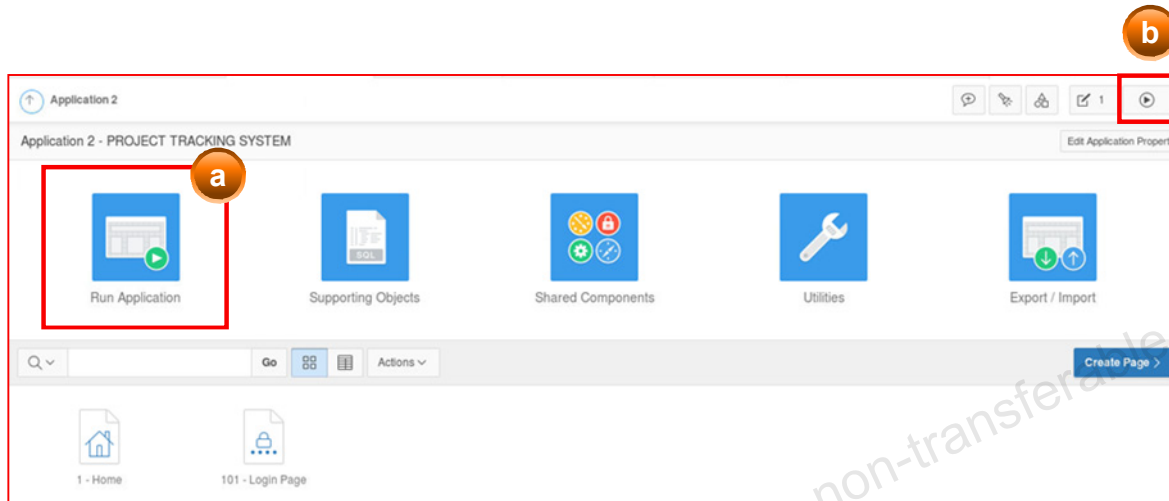 b
Application 2
1
Application 2 - PROJECT TRACKING SYSTEM
Edit Application Propert
a
SQL
Run Application
Supporting Objects
Shared Components
Utilities
Export / Import
Go
Actions
Create Page >
1 - Home
101 - Login Page
non-transferable